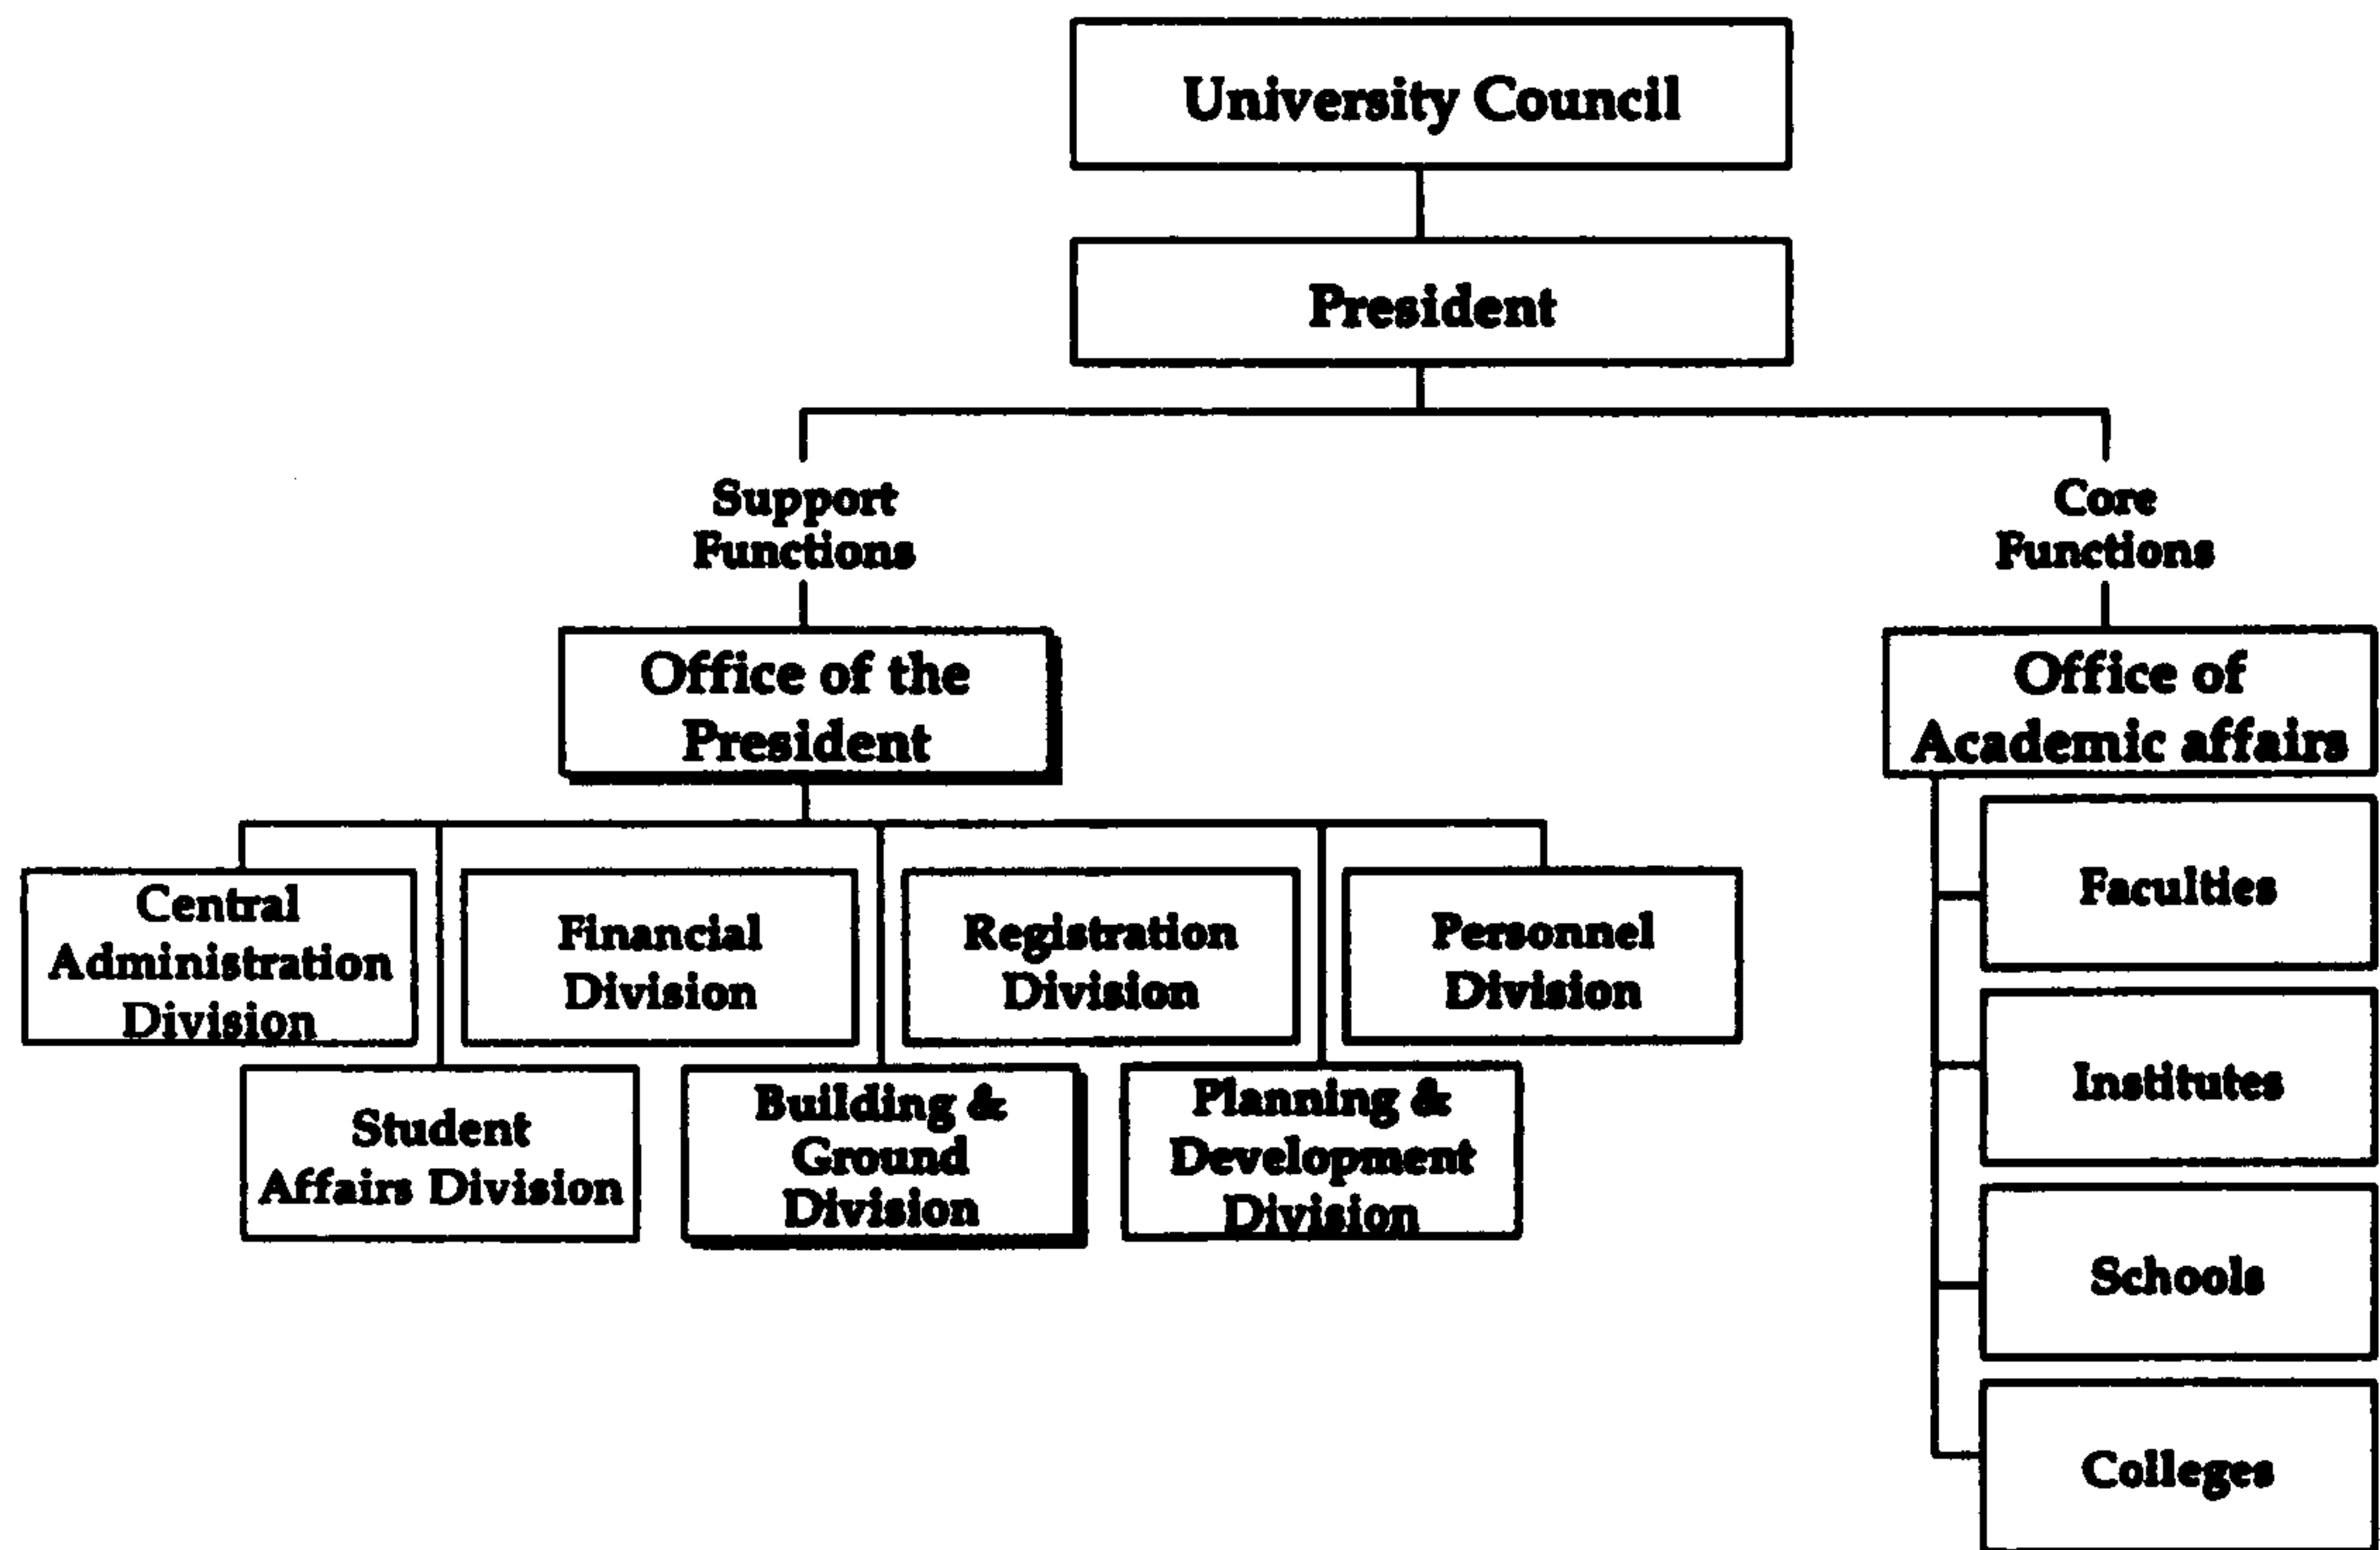 University Council
President
Support
Functions
Core
Functions
Office of the
President
Office of
Academic affairs
Central
Administration
Division
Financial
Division
Registration
Division
Personnel
Division
Student
Affairs Division
Building &
Ground
Division
Planning &
Development
Division
Faculties
Institutes
Schools
Colleges